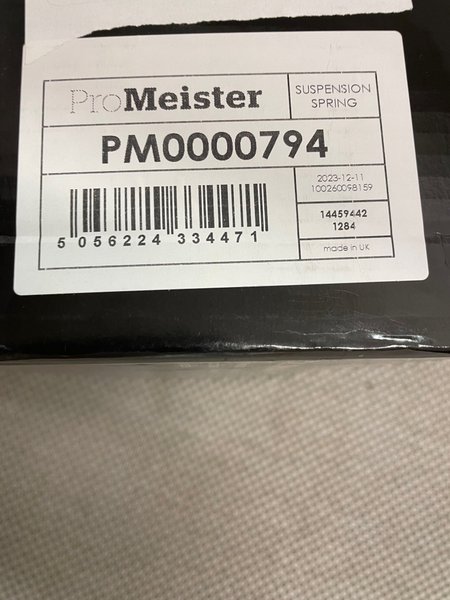 ProMeister
SUSPENSION
SPRING
PM0000794
2023-12-11
100260098159
5 056224 334471
14459442
1284
made in UK